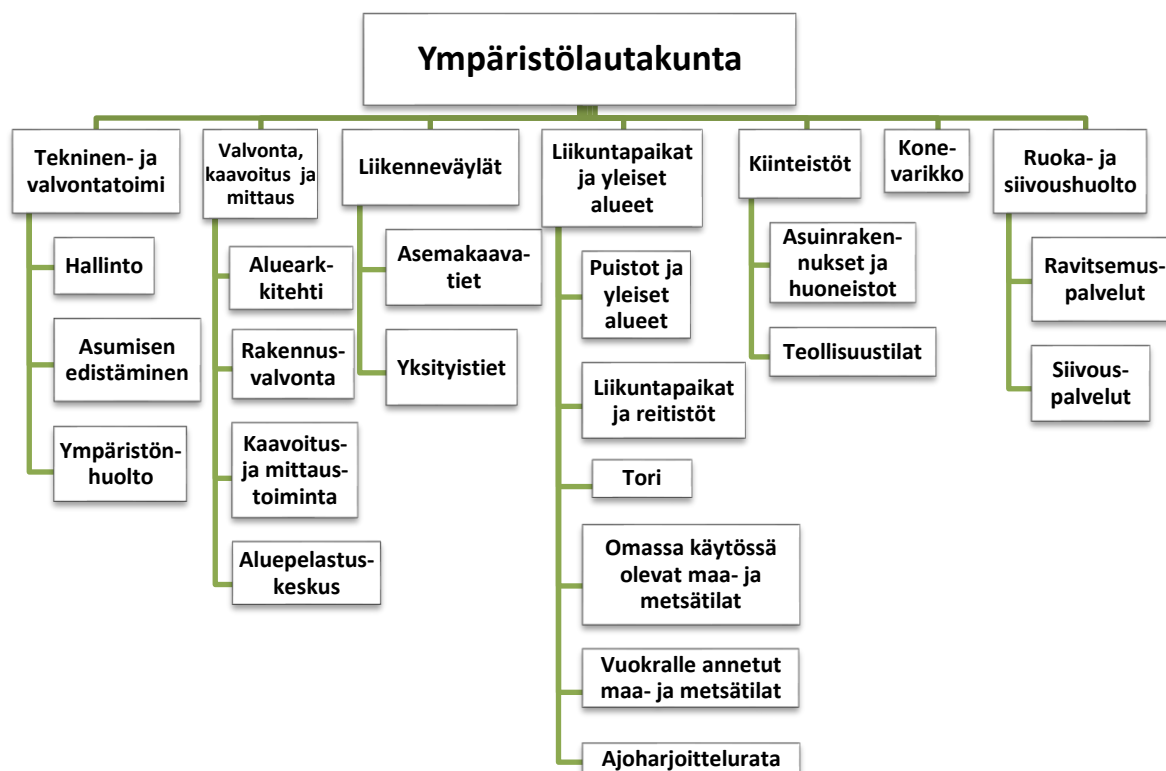 Ympäristölautakunta
Tekninen- ja
valvontatoimi
Hallinto
Asumisen
edistäminen
Ympäristön-
huolto
Valvonta,
kaavoitus ja
mittaus
Alueark-
kitehti
Rakennus-
valvonta
Kaavoitus-
ja mittaus-
toiminta
Aluepelastus-
keskus
Liikenneväylät
Asemakaava-
tiet
Yksityistiet
Liikuntapaikat
ja yleiset
alueet
Puistot ja
yleiset
alueet
Liikuntapaikat
ja reitistöt
Tori
Omassa käytössä
olevat maa- ja
metsätilat
Vuokralle annetut
maa- ja metsätilat
Ajoharjoittelurata
Kiinteistöt
Asuinraken-
nukset ja
huoneistot
Teollisuustilat
Kone-
varikko
Ruoka- ja
siivoushuolto
Ravitsemus-
palvelut
Siivous-
palvelut